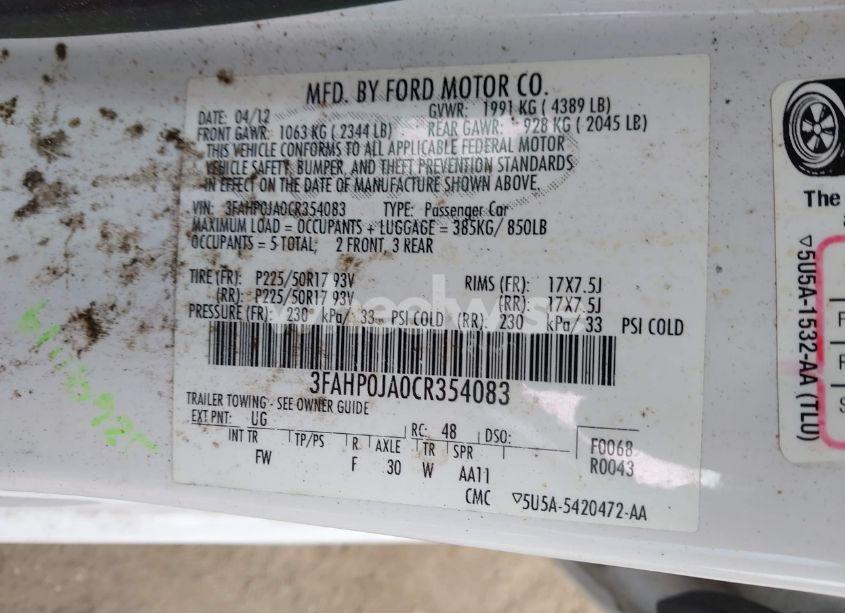 MFD. BY FORD MOTOR CO.
DATE: 04/12 GVWR: 1991 KG ( 4389 LB)
FRONT GAWR: 1063 KG ( 2344 LB) REAR GAWR: 928 KG ( 2045 LB)
THIS VEHICLE CONFORMS TO ALL APPLICABLE FEDERAL MOTOR
VEHICLE SAFETY, BUMPER, AND THEFT PREVENTION STANDARDS
IN EFFECT ON THE DATE OF MANUFACTURE SHOWN ABOVE.
VIN: 3FAHP0JA0CR354083 TYPE: Passenger Car
MAXIMUM LOAD = OCCUPANTS + LUGGAGE = 385KG/ 850LB
OCCUPANTS = 5 TOTAL; 2 FRONT, 3 REAR
TIRE (FR): P225/50R17 93V RIMS (FR): 17X7.5J
(RR): P225/50R17 93V (RR): 17X7.5J
PRESSURE (FR): 230 kPa/ 33 PSI COLD (RR): 230 kPa/ 33 PSI COLD
3FAHP0JA0CR354083
TRAILER TOWING - SEE OWNER GUIDE
EXT PNT: UG RC: 48 DSO: F0068
INT TR TP/PS R AXLE TR SPR R0043
FW F 30 W AA11
CMC ▽5U5A-5420472-AA
The
▽5U5A-1532-AA (TLU)
F
F
S